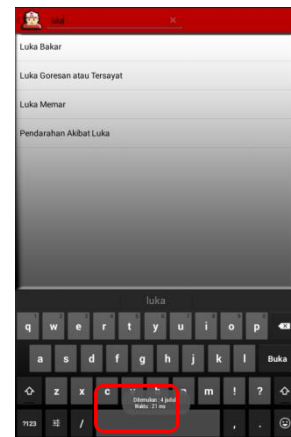 luka
Luka Bakar
Luka Goresan atau Tersayat
Luka Memar
Pendarahan Akibat Luka
luka
q w e r t y u i o p
a s d f g h j k l Buka
z x c m ! ?
Ditemukan : 4 judul
Waktu : 21 ms
?123 / , .